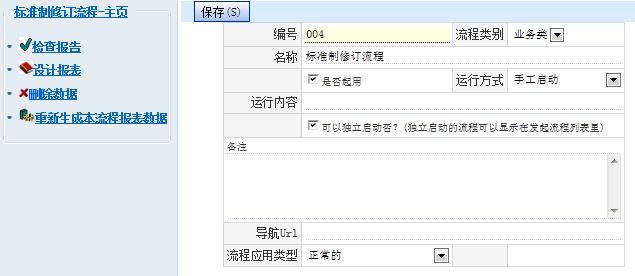 标准制修订流程-主页
检查报告
设计报表
删除数据
重新生成本流程报表数据
保存(S)
编号 004 流程类别 业务类
名称 标准制修订流程
是否起用 运行方式 手工启动
运行内容
可以独立启动否?(独立启动的流程可以显示在发起流程列表里)
备注
导航Url
流程应用类型 正常的